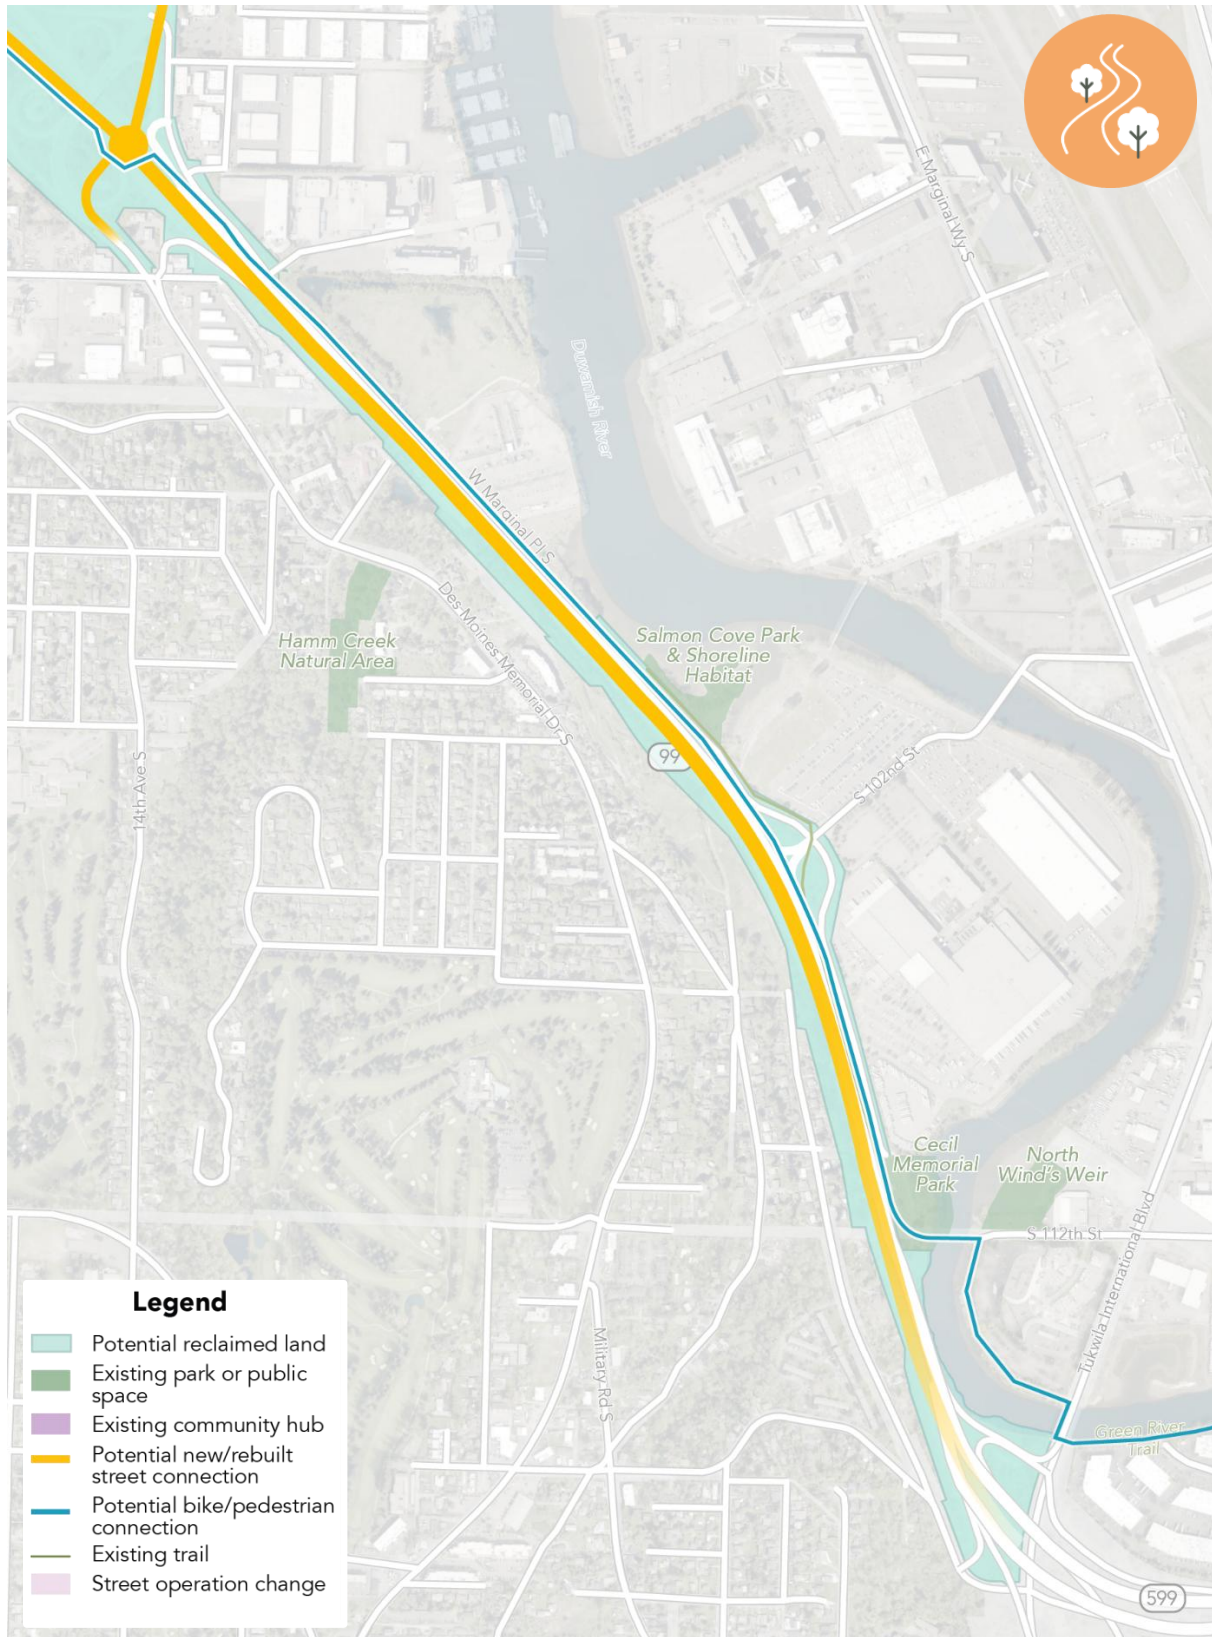 E Marginal Wy S
Duwamish River
W Marginal Pl S
Des Moines Memorial Dr S
Hamm Creek
Natural Area
Salmon Cove Park
& Shoreline
Habitat
99
S 102nd St
14th Ave S
Cecil
Memorial
Park
North
Wind's Weir
S 112th St
Tukwila International Blvd
Military Rd S
Green River
Trail
599
Legend
Potential reclaimed land
Existing park or public
space
Existing community hub
Potential new/rebuilt
street connection
Potential bike/pedestrian
connection
Existing trail
Street operation change